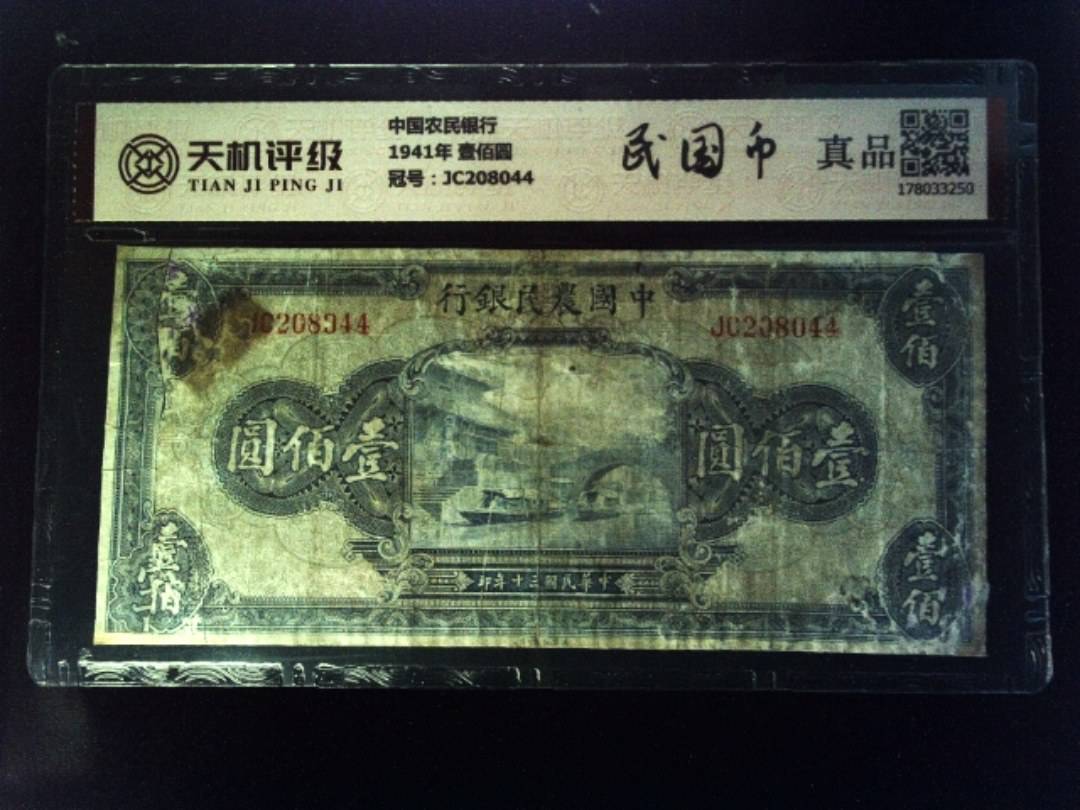 天机评级
TIAN JI PING JI
中国农民银行
1941年 壹佰圆
冠号：JC208044
民国币
真品
178033250
行銀民農國中
JC208044
JC208044
壹佰
圓佰壹
圓佰壹
壹佰
壹佰
印年十三國民華中